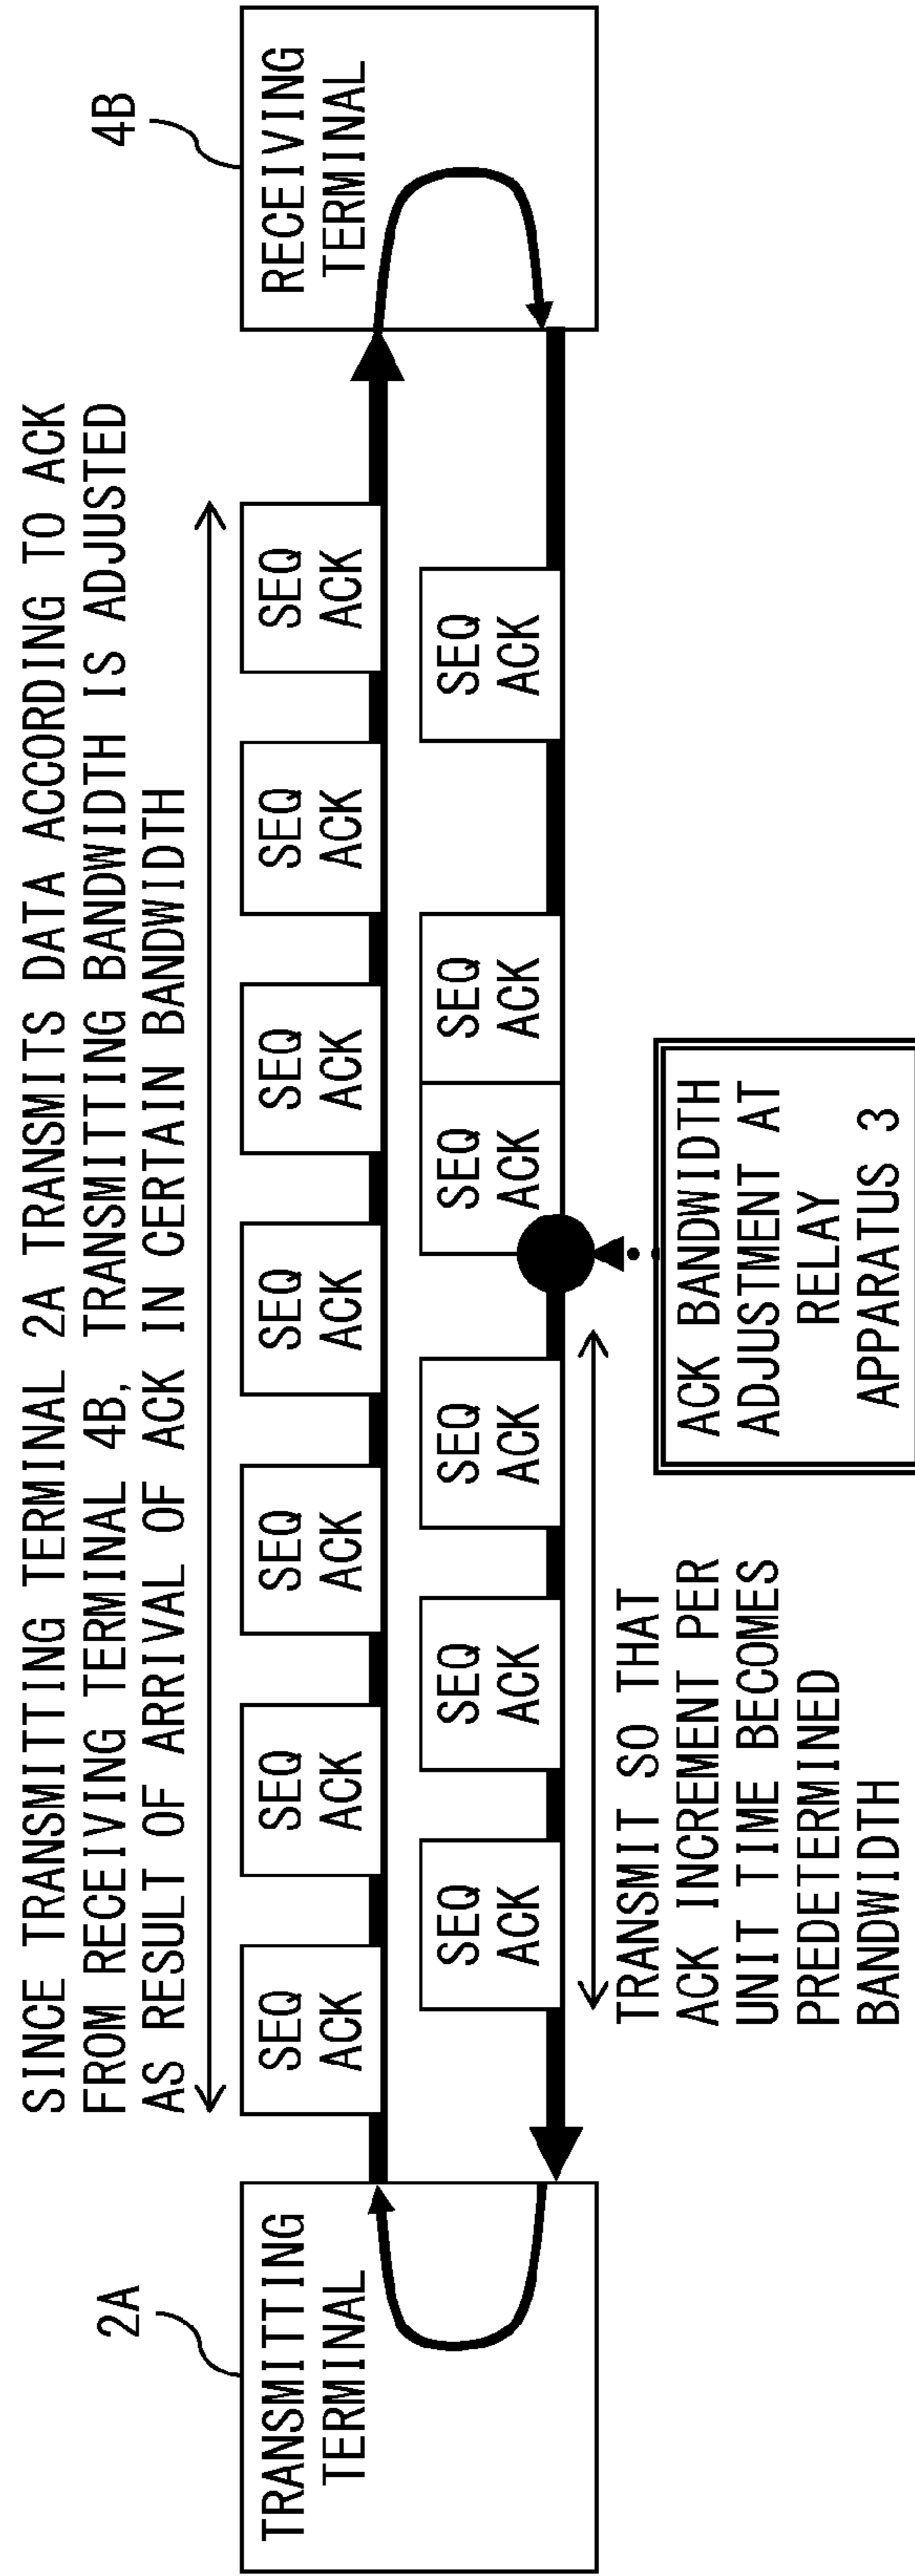 SINCE TRANSMITTING TERMINAL 2A TRANSMITS DATA ACCORDING TO ACK
FROM RECEIVING TERMINAL 4B, TRANSMITTING BANDWIDTH IS ADJUSTED
AS RESULT OF ARRIVAL OF ACK IN CERTAIN BANDWIDTH
2A
4B
TRANSMITTING
TERMINAL
SEQ
ACK
SEQ
ACK
SEQ
ACK
SEQ
ACK
SEQ
ACK
SEQ
ACK
SEQ
ACK
RECEIVING
TERMINAL
SEQ
ACK
SEQ
ACK
SEQ
ACK
SEQ
ACK
SEQ
ACK
SEQ
ACK
TRANSMIT SO THAT
ACK INCREMENT PER
UNIT TIME BECOMES
PREDETERMINED
BANDWIDTH
ACK BANDWIDTH
ADJUSTMENT AT
RELAY
APPARATUS 3